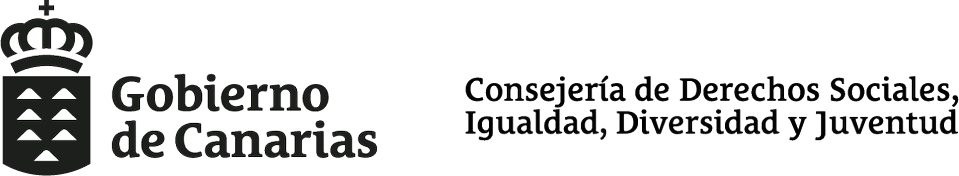 Gobierno
de Canarias
Consejería de Derechos Sociales,
Igualdad, Diversidad y Juventud